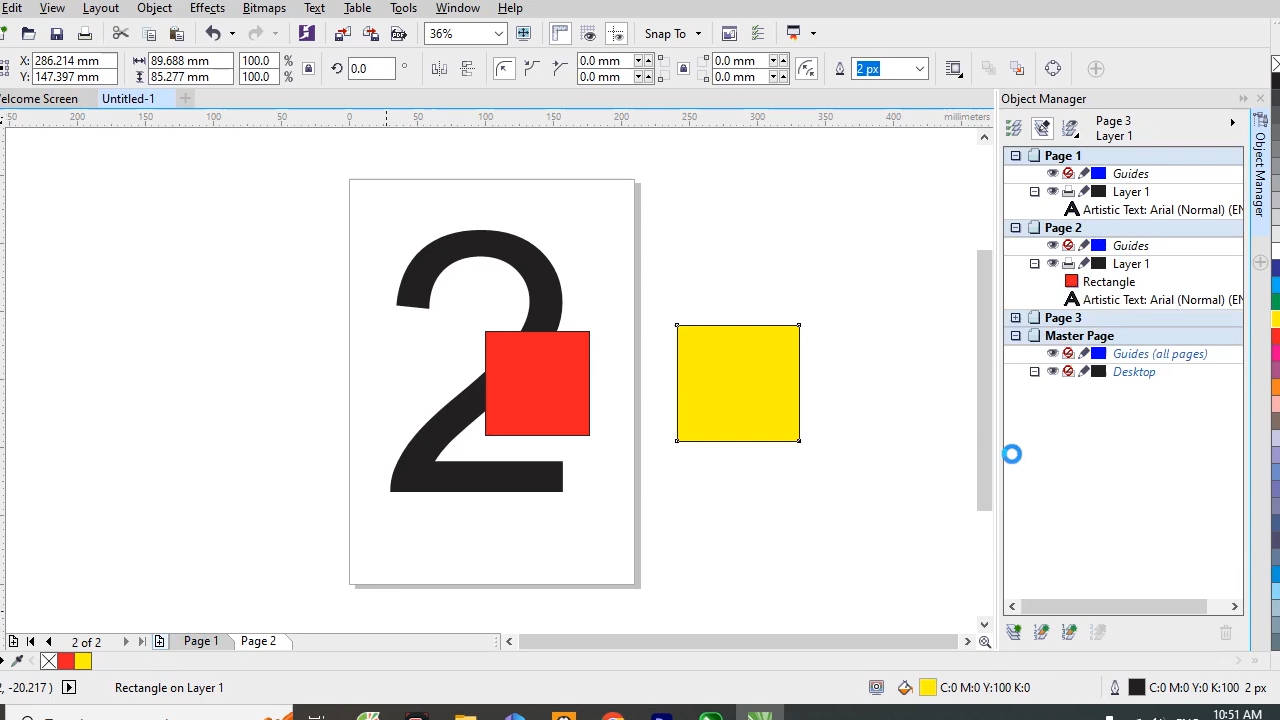 Edit View Layout Object Effects Bitmaps Text Table Tools Window Help
36% Snap To
X: 286.214 mm 89.688 mm 100.0 % 0.0 ° 0.0 mm 0.0 mm 2 px
Y: 147.397 mm 85.277 mm 100.0 % 0.0 mm 0.0 mm
elcome Screen Untitled-1 Object Manager
50 200 150 100 50 0 50 100 150 200 250 300 350 400 millimeters
Page 3
Layer 1
Page 1
Guides
Layer 1
Artistic Text: Arial (Normal) (EN
Page 2
Guides
Layer 1
Rectangle
Artistic Text: Arial (Normal) (EN
Page 3
Master Page
Guides (all pages)
Desktop
Object Manager
2
2 of 2 Page 1 Page 2
, -20.217 ) Rectangle on Layer 1 C:0 M:0 Y:100 K:0 C:0 M:0 Y:0 K:100 2 px
10:51 AM